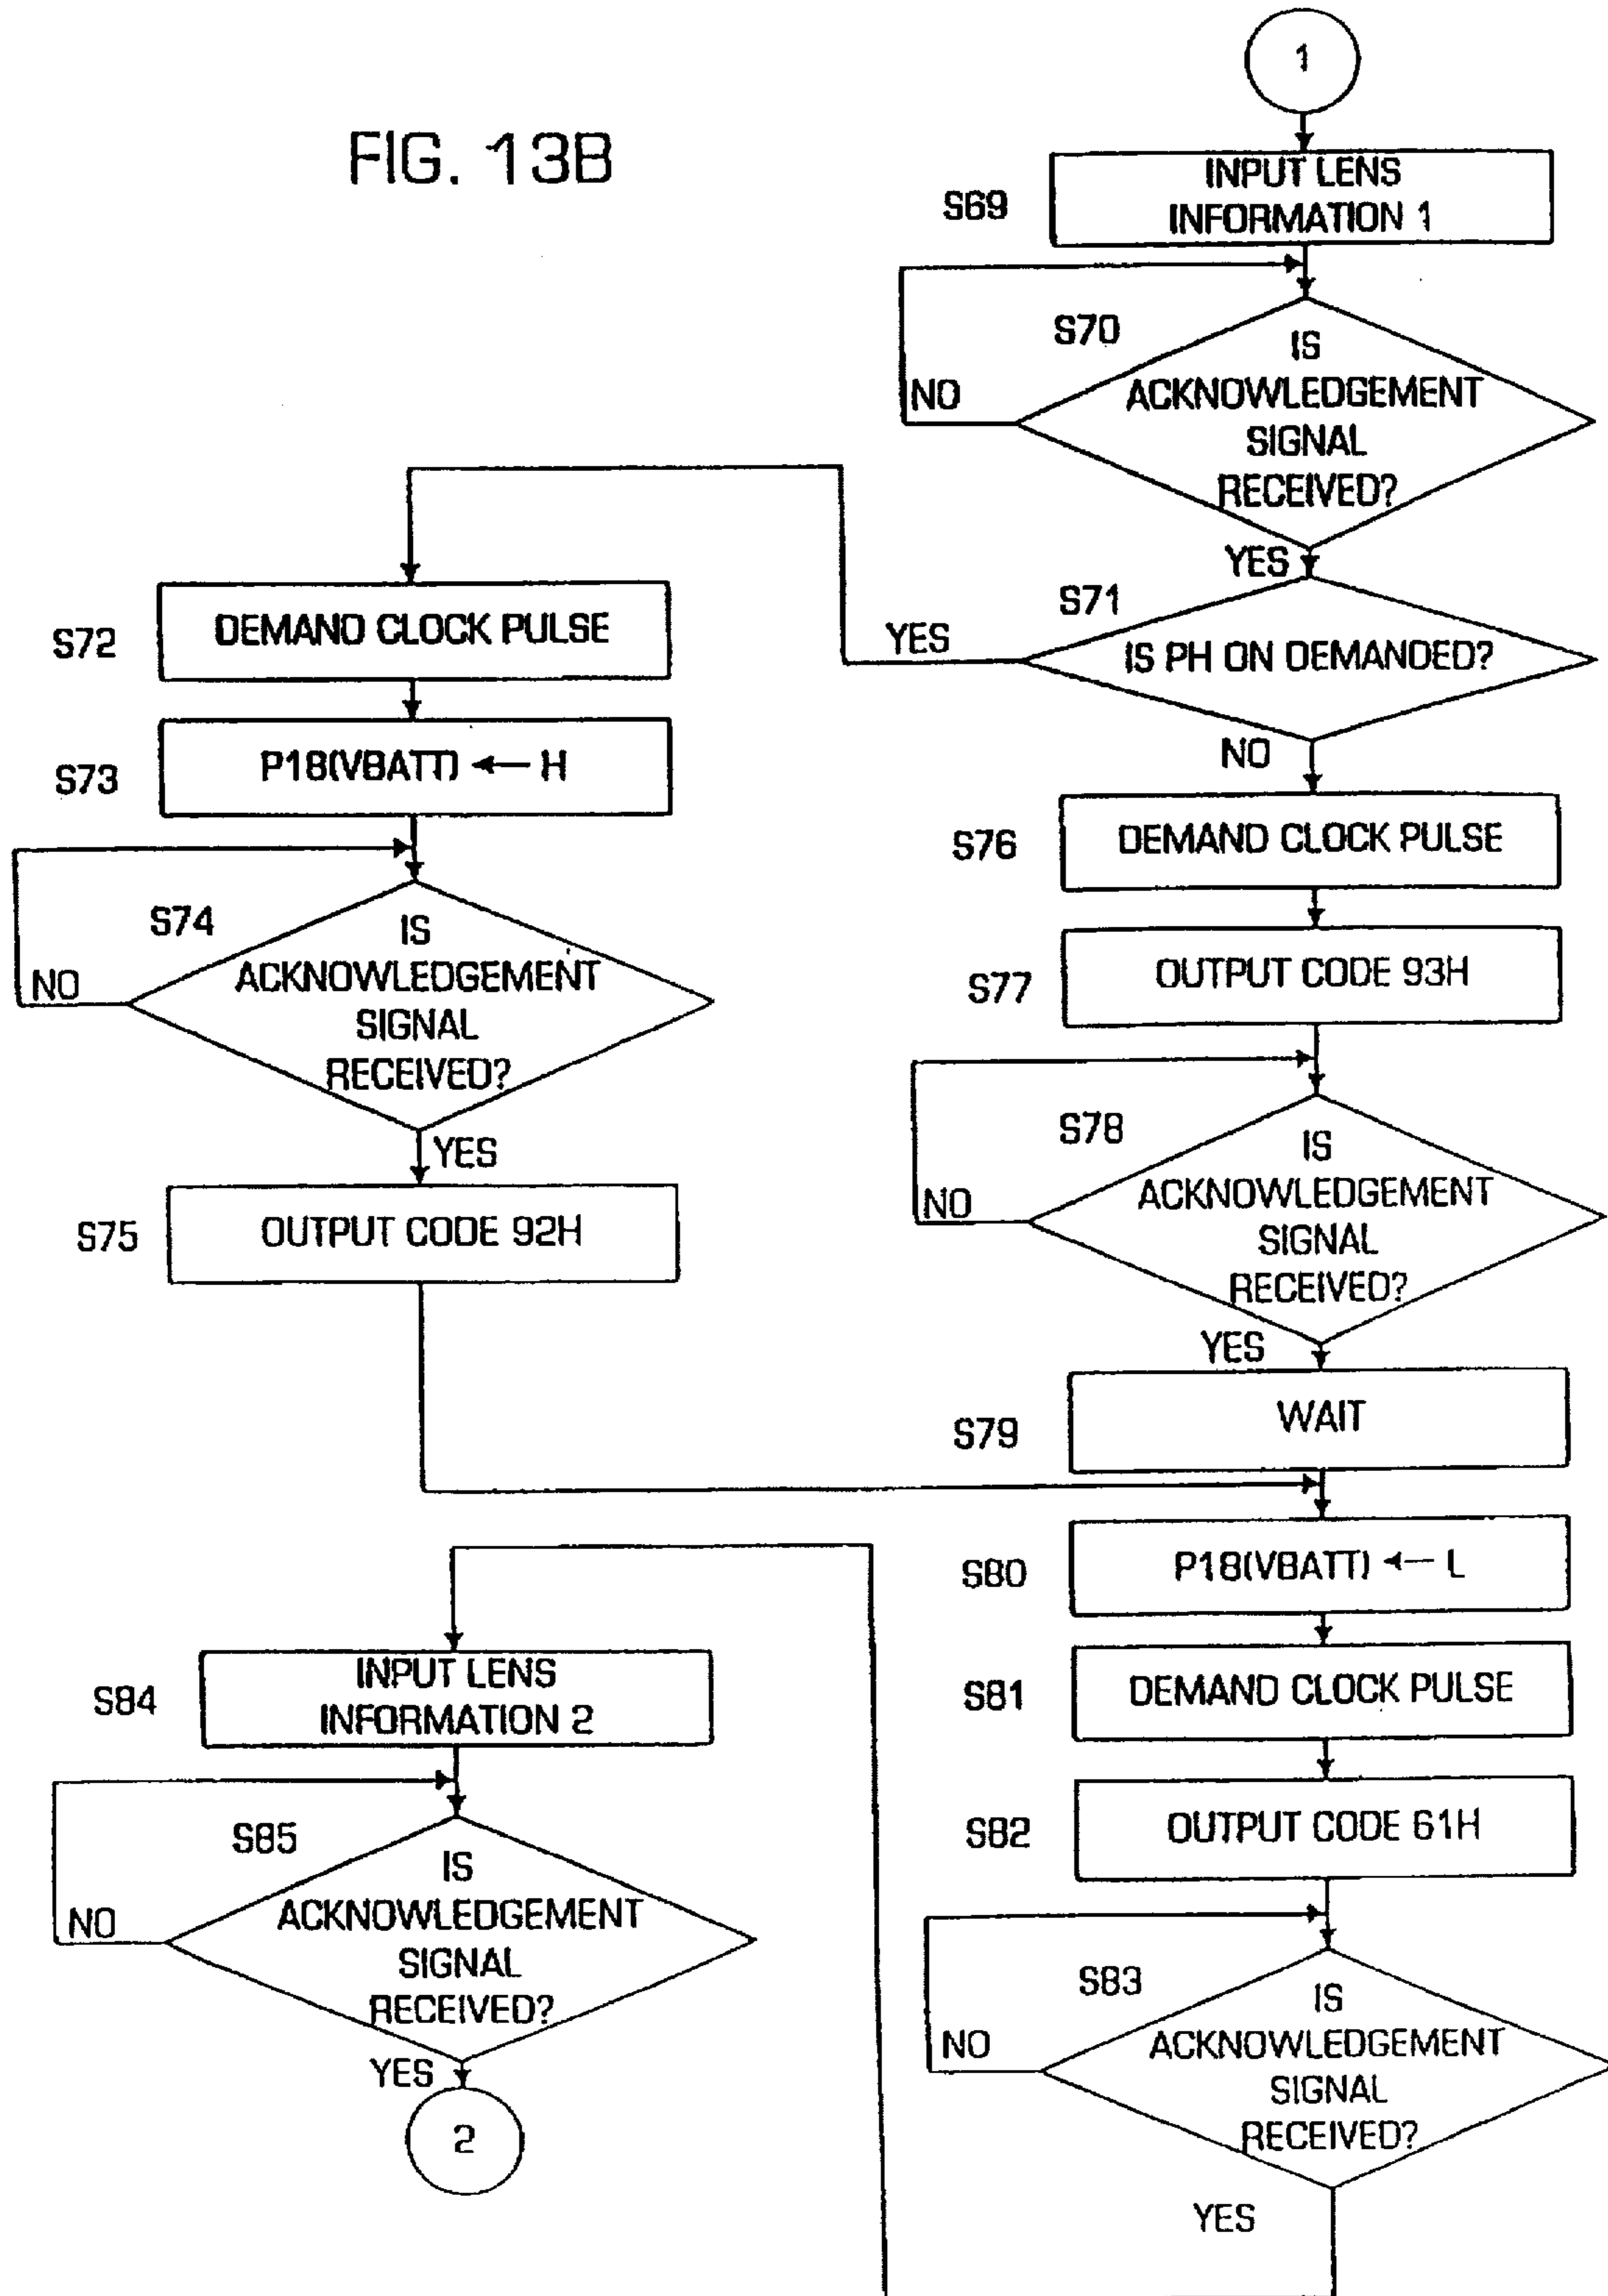 FIG. 13B
1
S69
INPUT LENS
INFORMATION 1
S70
IS
ACKNOWLEDGEMENT
SIGNAL
RECEIVED?
NO
YES
S71
IS PH ON DEMANDED?
YES
NO
S72
DEMAND CLOCK PULSE
S73
P18(VBATT) ← H
S74
IS
ACKNOWLEDGEMENT
SIGNAL
RECEIVED?
NO
YES
S75
OUTPUT CODE 92H
S76
DEMAND CLOCK PULSE
S77
OUTPUT CODE 93H
S78
IS
ACKNOWLEDGEMENT
SIGNAL
RECEIVED?
NO
YES
S79
WAIT
S80
P18(VBATT) ← L
S81
DEMAND CLOCK PULSE
S82
OUTPUT CODE 61H
S83
IS
ACKNOWLEDGEMENT
SIGNAL
RECEIVED?
NO
YES
S84
INPUT LENS
INFORMATION 2
S85
IS
ACKNOWLEDGEMENT
SIGNAL
RECEIVED?
NO
YES
2